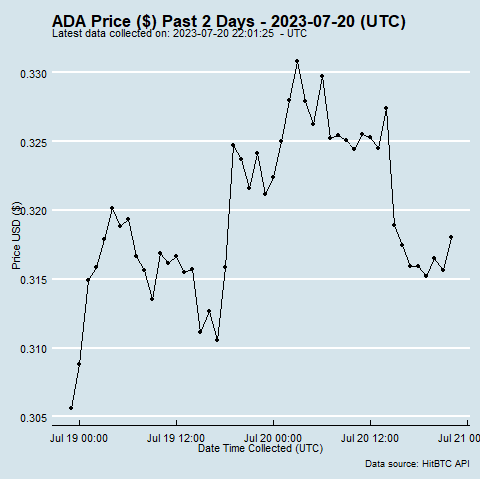 ADA Price ($) Past 2 Days - 2023-07-20 (UTC)
Latest data collected on: 2023-07-20 22:01:25 - UTC
0.330
0.325
0.320
0.315
0.310
0.305
Price USD ($)
Jul 19 00:00 Jul 19 12:00 Jul 20 00:00 Jul 20 12:00 Jul 21 00
Date Time Collected (UTC)
Data source: HitBTC API